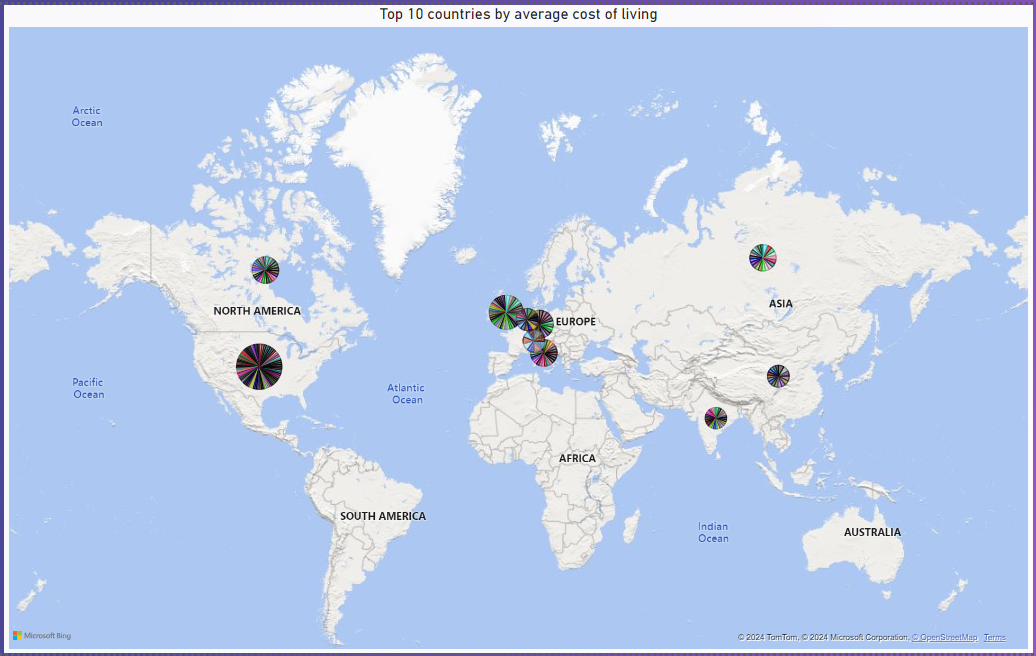 Top 10 countries by average cost of living
Arctic
Ocean
NORTH AMERICA
ASIA
EUROPE
Pacific
Ocean
Atlantic
Ocean
AFRICA
SOUTH AMERICA
Indian
Ocean
AUSTRALIA
Microsoft Bing
© 2024 TomTom, © 2024 Microsoft Corporation, © OpenStreetMap Terms